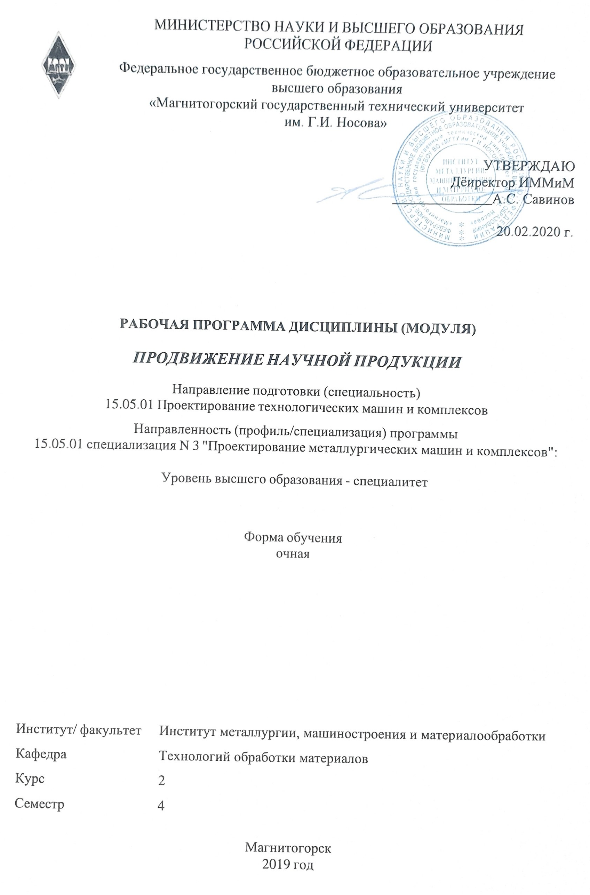 МИНИСТЕРСТВО НАУКИ И ВЫСШЕГО ОБРАЗОВАНИЯ
РОССИЙСКОЙ ФЕДЕРАЦИИ
Федеральное государственное бюджетное образовательное учреждение
высшего образования
«Магнитогорский государственный технический университет
им. Г.И. Носова»
УТВЕРЖДАЮ
Дёиректор ИММиМ
А.С. Савинов
20.02.2020 г.
РАБОЧАЯ ПРОГРАММА ДИСЦИПЛИНЫ (МОДУЛЯ)
ПРОДВИЖЕНИЕ НАУЧНОЙ ПРОДУКЦИИ
Направление подготовки (специальность)
15.05.01 Проектирование технологических машин и комплексов
Направленность (профиль/специализация) программы
15.05.01 специализация N 3 "Проектирование металлургических машин и комплексов":
Уровень высшего образования - специалитет
Форма обучения
очная
Институт/ факультет Институт металлургии, машиностроения и материалообработки
Кафедра Технологий обработки материалов
Курс 2
Семестр 4
Магнитогорск
2019 год